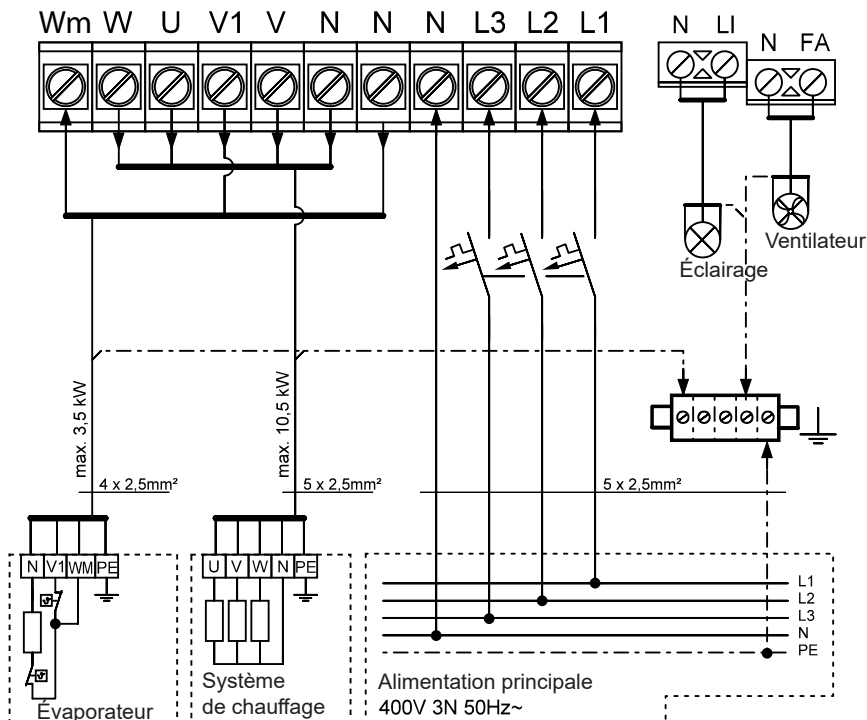 Wm W U V1 V N N N L3 L2 L1
N LI
N FA
Ventilateur
Éclairage
max. 3,5 kW
max. 10,5 kW
4 x 2,5mm²
5 x 2,5mm²
5 x 2,5mm²
N V1 WM PE
U V W N PE
L1
L2
L3
N
PE
Évaporateur
Système
de chauffage
Alimentation principale
400V 3N 50Hz~